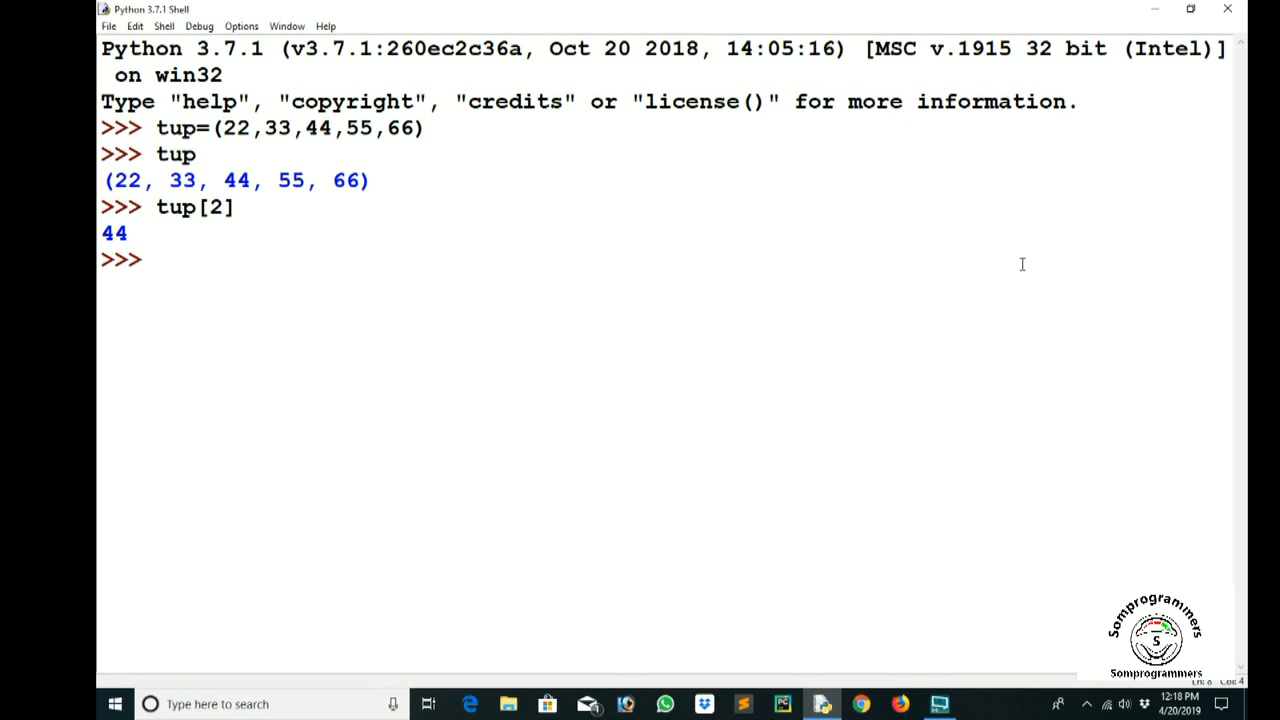 Python 3.7.1 Shell
File Edit Shell Debug Options Window Help
Python 3.7.1 (v3.7.1:260ec2c36a, Oct 20 2018, 14:05:16) [MSC v.1915 32 bit (Intel)]
on win32
Type "help", "copyright", "credits" or "license()" for more information.
>>> tup=(22,33,44,55,66)
>>> tup
(22, 33, 44, 55, 66)
>>> tup[2]
44
>>>
Somprogrammers
S
Somprogrammers
Type here to search
PC
12:18 PM
4/20/2019